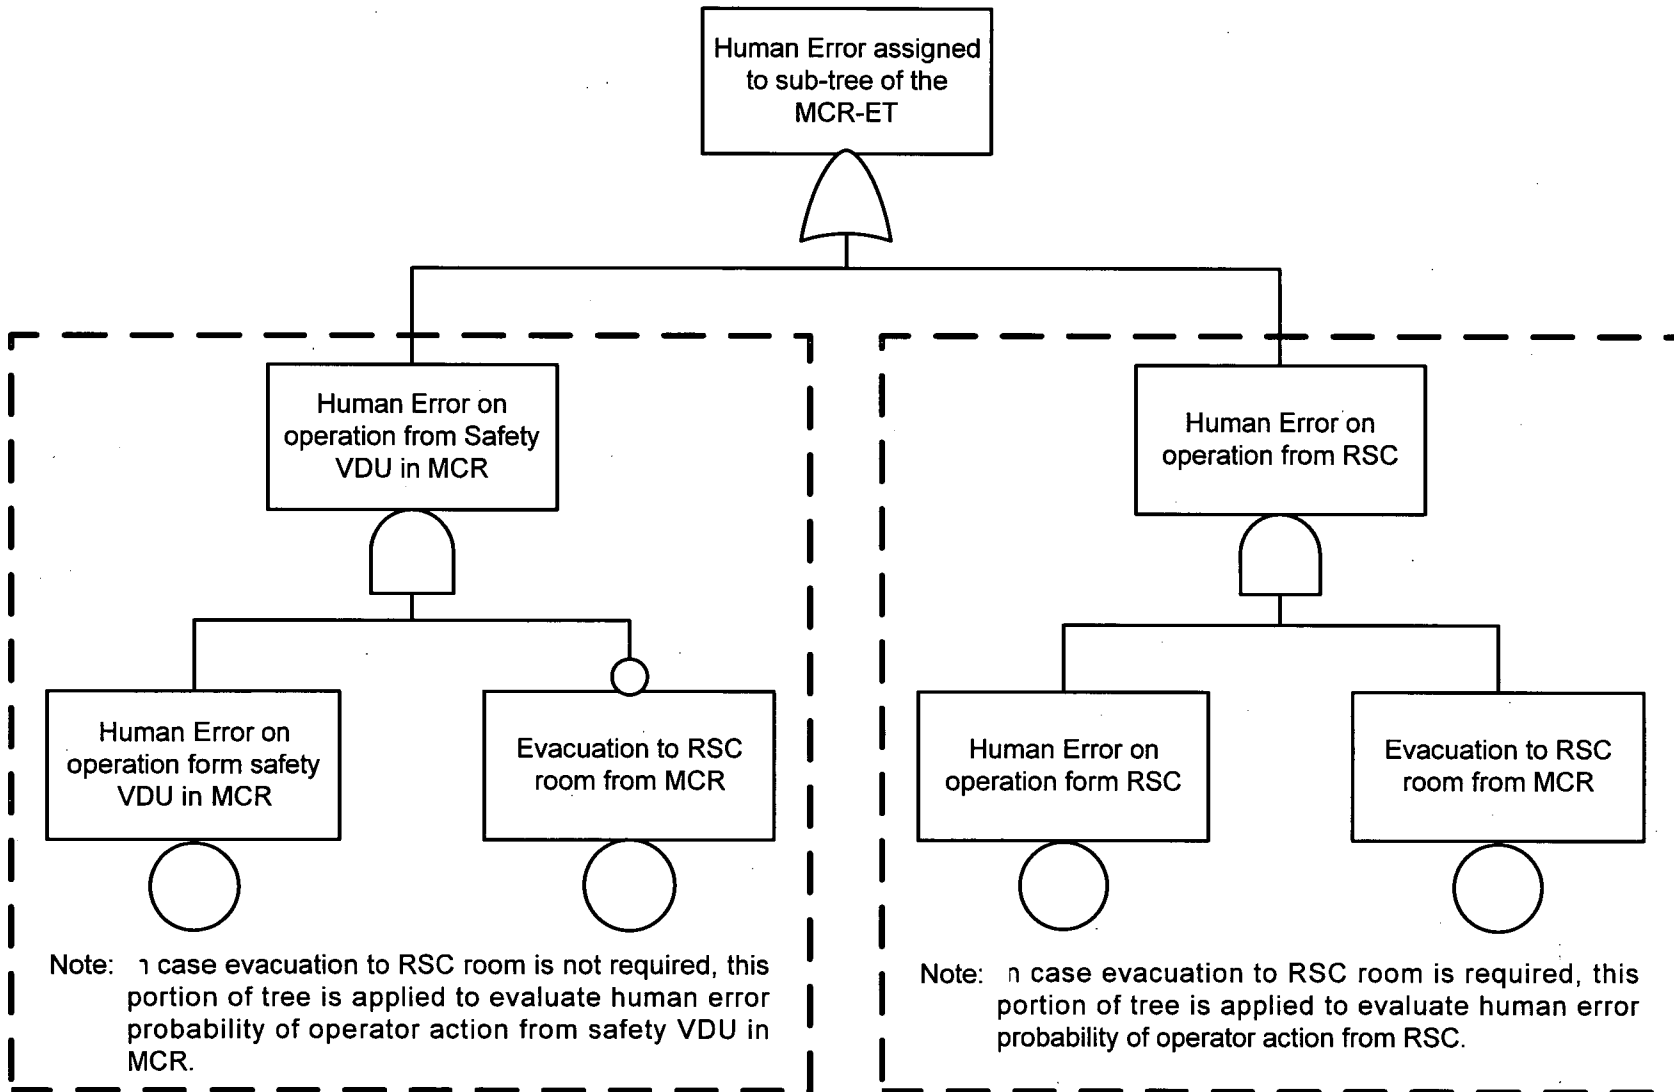 Human Error assigned
to sub-tree of the
MCR-ET
Human Error on
operation from Safety
VDU in MCR
Human Error on
operation from RSC
Human Error on
operation form safety
VDU in MCR
Evacuation to RSC
room from MCR
Human Error on
operation form RSC
Evacuation to RSC
room from MCR
Note: n case evacuation to RSC room is not required, this
portion of tree is applied to evaluate human error
probability of operator action from safety VDU in
MCR.
Note: n case evacuation to RSC room is required, this
portion of tree is applied to evaluate human error
probability of operator action from RSC.